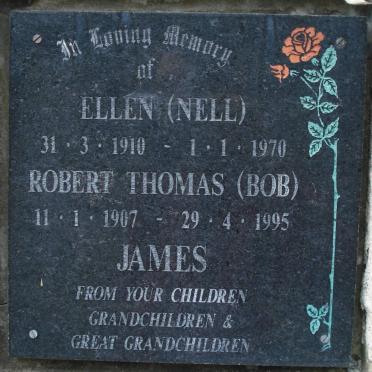 In Loving Memory
of
ELLEN (NELL)
31 · 3 · 1910 - 1 · 1 · 1970
ROBERT THOMAS (BOB)
11 · 1 · 1907 - 29 · 4 · 1995
JAMES
FROM YOUR CHILDREN
GRANDCHILDREN &
GREAT GRANDCHILDREN